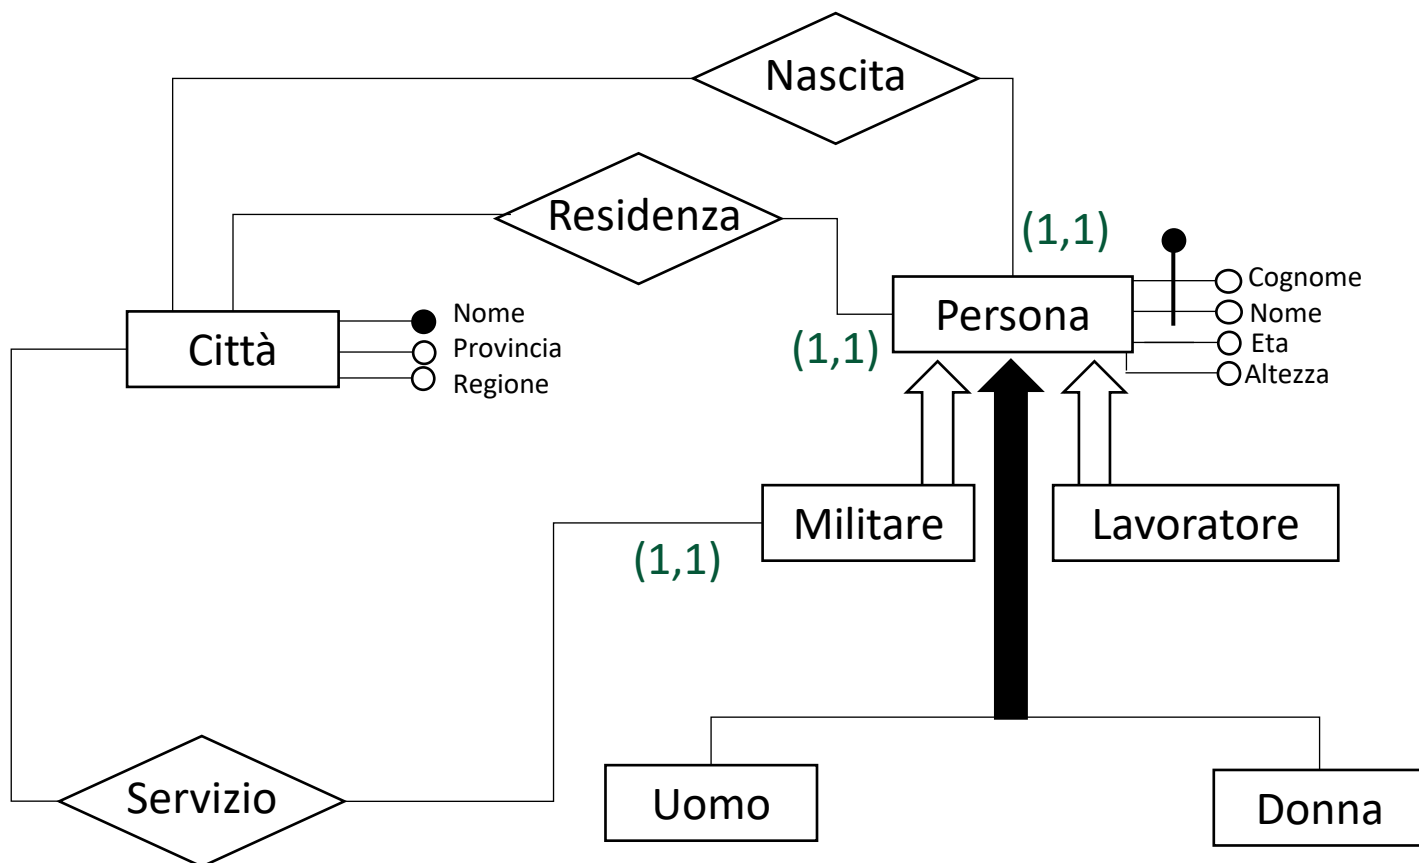 Nascita
Residenza
(1,1)
Cognome
Nome
Eta
Altezza
Persona
(1,1)
Città
Nome
Provincia
Regione
Militare
Lavoratore
(1,1)
Servizio
Uomo
Donna